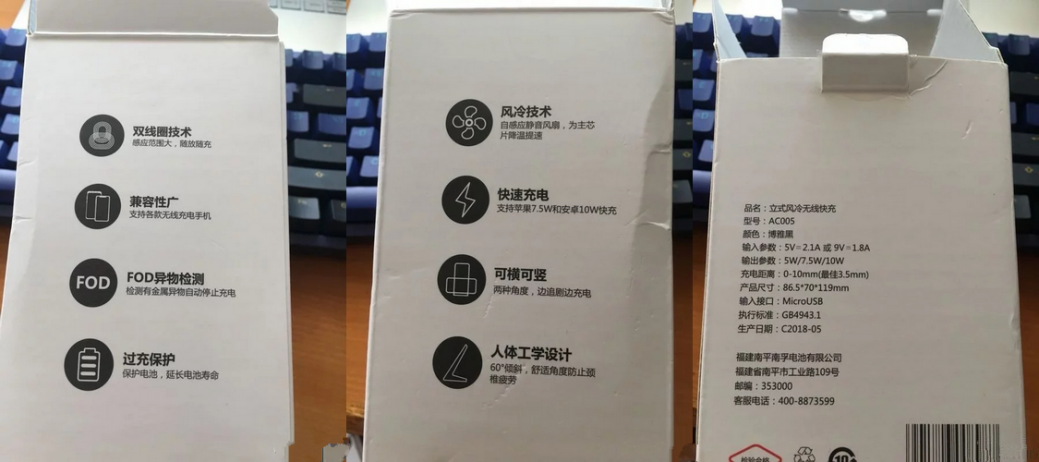 双线圈技术
感应范围大，随放随充
兼容性广
支持各款无线充电手机
FOD
FOD异物检测
检测有金属异物自动停止充电
过充保护
保护电池，延长电池寿命
风冷技术
自感应静音风扇，为主芯
片降温提速
快速充电
支持苹果7.5W和安卓10W快充
可横可竖
两种角度，边追剧边充电
人体工学设计
60°倾斜，舒适角度防止颈
椎疲劳
品名：立式风冷无线快充
型号：AC005
颜色：博雅黑
输入参数：5V⎓2.1A 或 9V⎓1.8A
输出参数：5W/7.5W/10W
充电距离：0-10mm(最佳3.5mm)
产品尺寸：86.5*70*119mm
输入接口：MicroUSB
执行标准：GB4943.1
生产日期：C2018-05
福建南平南孚电池有限公司
福建省南平市工业路109号
邮编：353000
客服电话：400-8873599
10